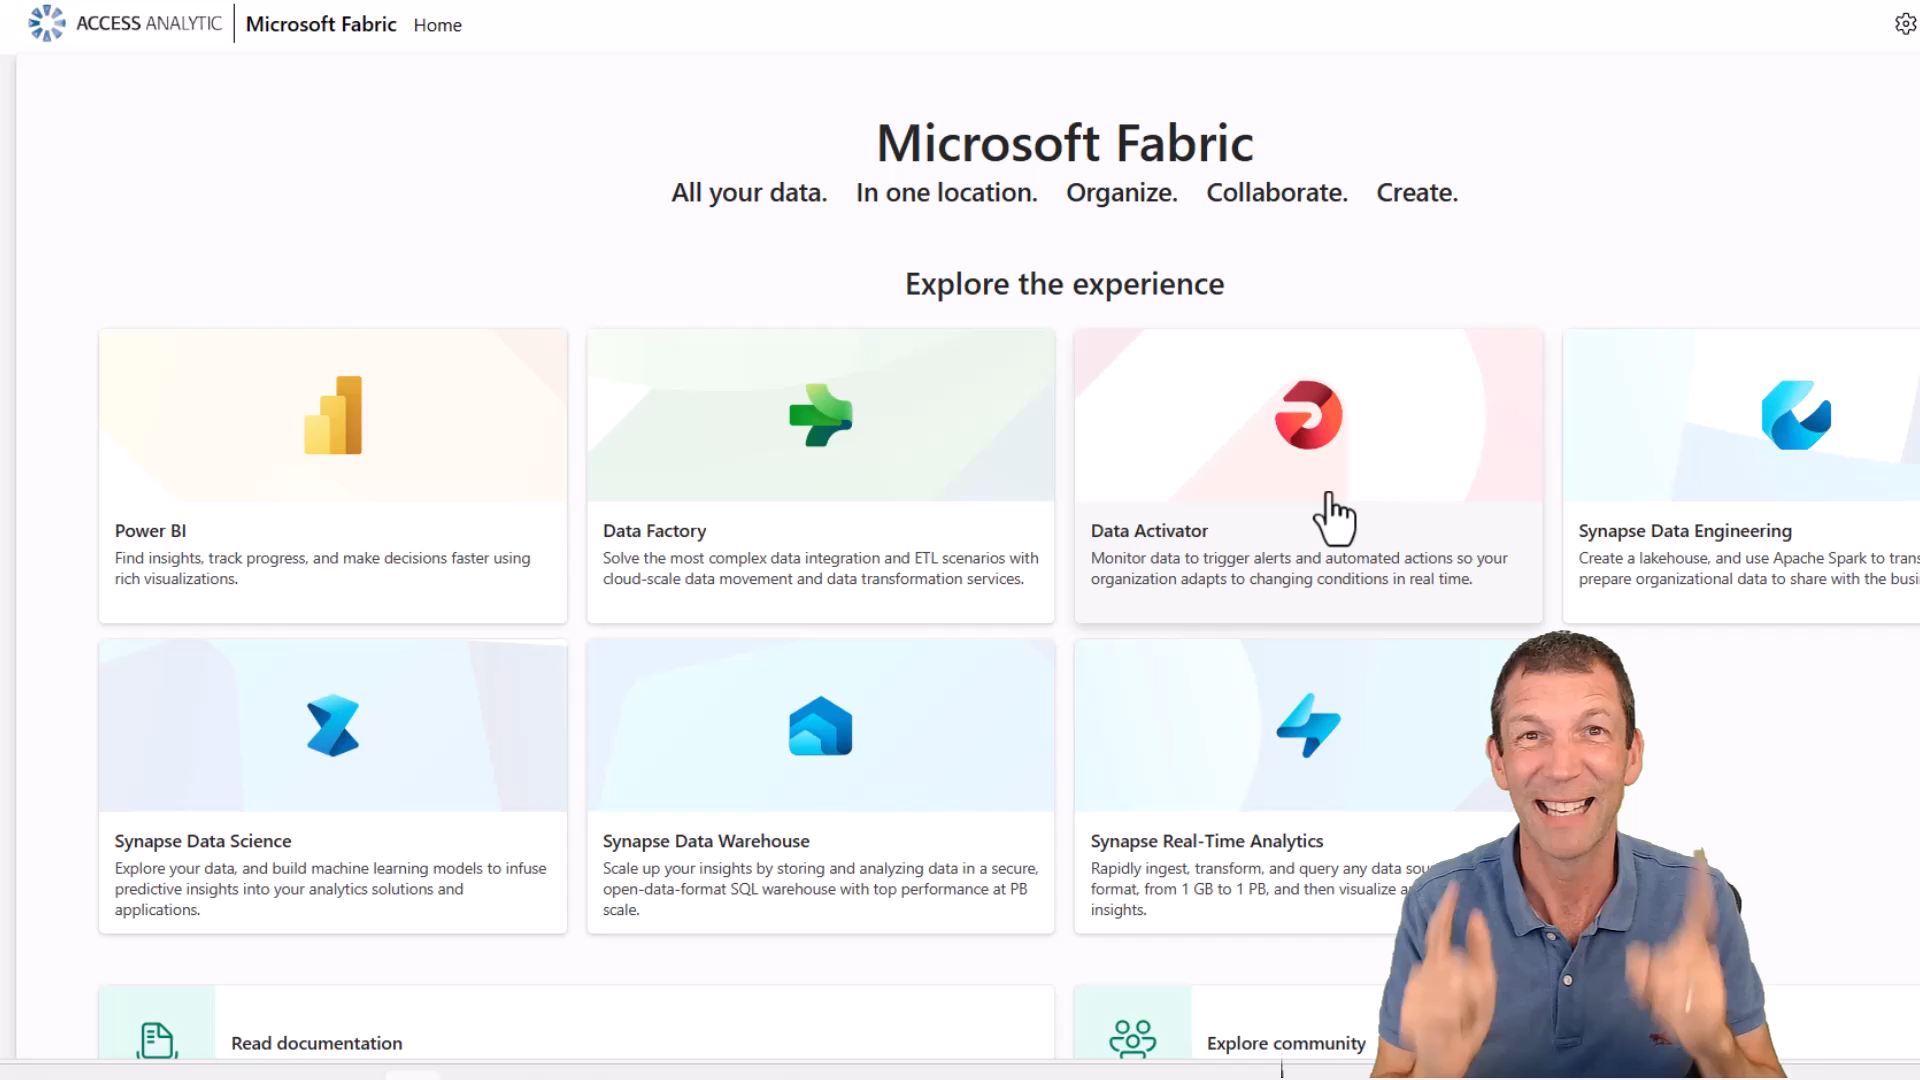 ACCESS ANALYTIC
Microsoft Fabric
Home
Microsoft Fabric
All your data. In one location. Organize. Collaborate. Create.
Explore the experience
Power BI
Find insights, track progress, and make decisions faster using
rich visualizations.
Data Factory
Solve the most complex data integration and ETL scenarios with
cloud-scale data movement and data transformation services.
Data Activator
Monitor data to trigger alerts and automated actions so your
organization adapts to changing conditions in real time.
Synapse Data Engineering
Create a lakehouse, and use Apache Spark to
prepare organizational data to share with the
Synapse Data Science
Explore your data, and build machine learning models to infuse
predictive insights into your analytics solutions and
applications.
Synapse Data Warehouse
Scale up your insights by storing and analyzing data in a secure,
open-data-format SQL warehouse with top performance at PB
scale.
Synapse Real-Time Analytics
Rapidly ingest, transform, and query any data
format, from 1 GB to 1 PB, and then visualize
insights.
Read documentation
Explore community